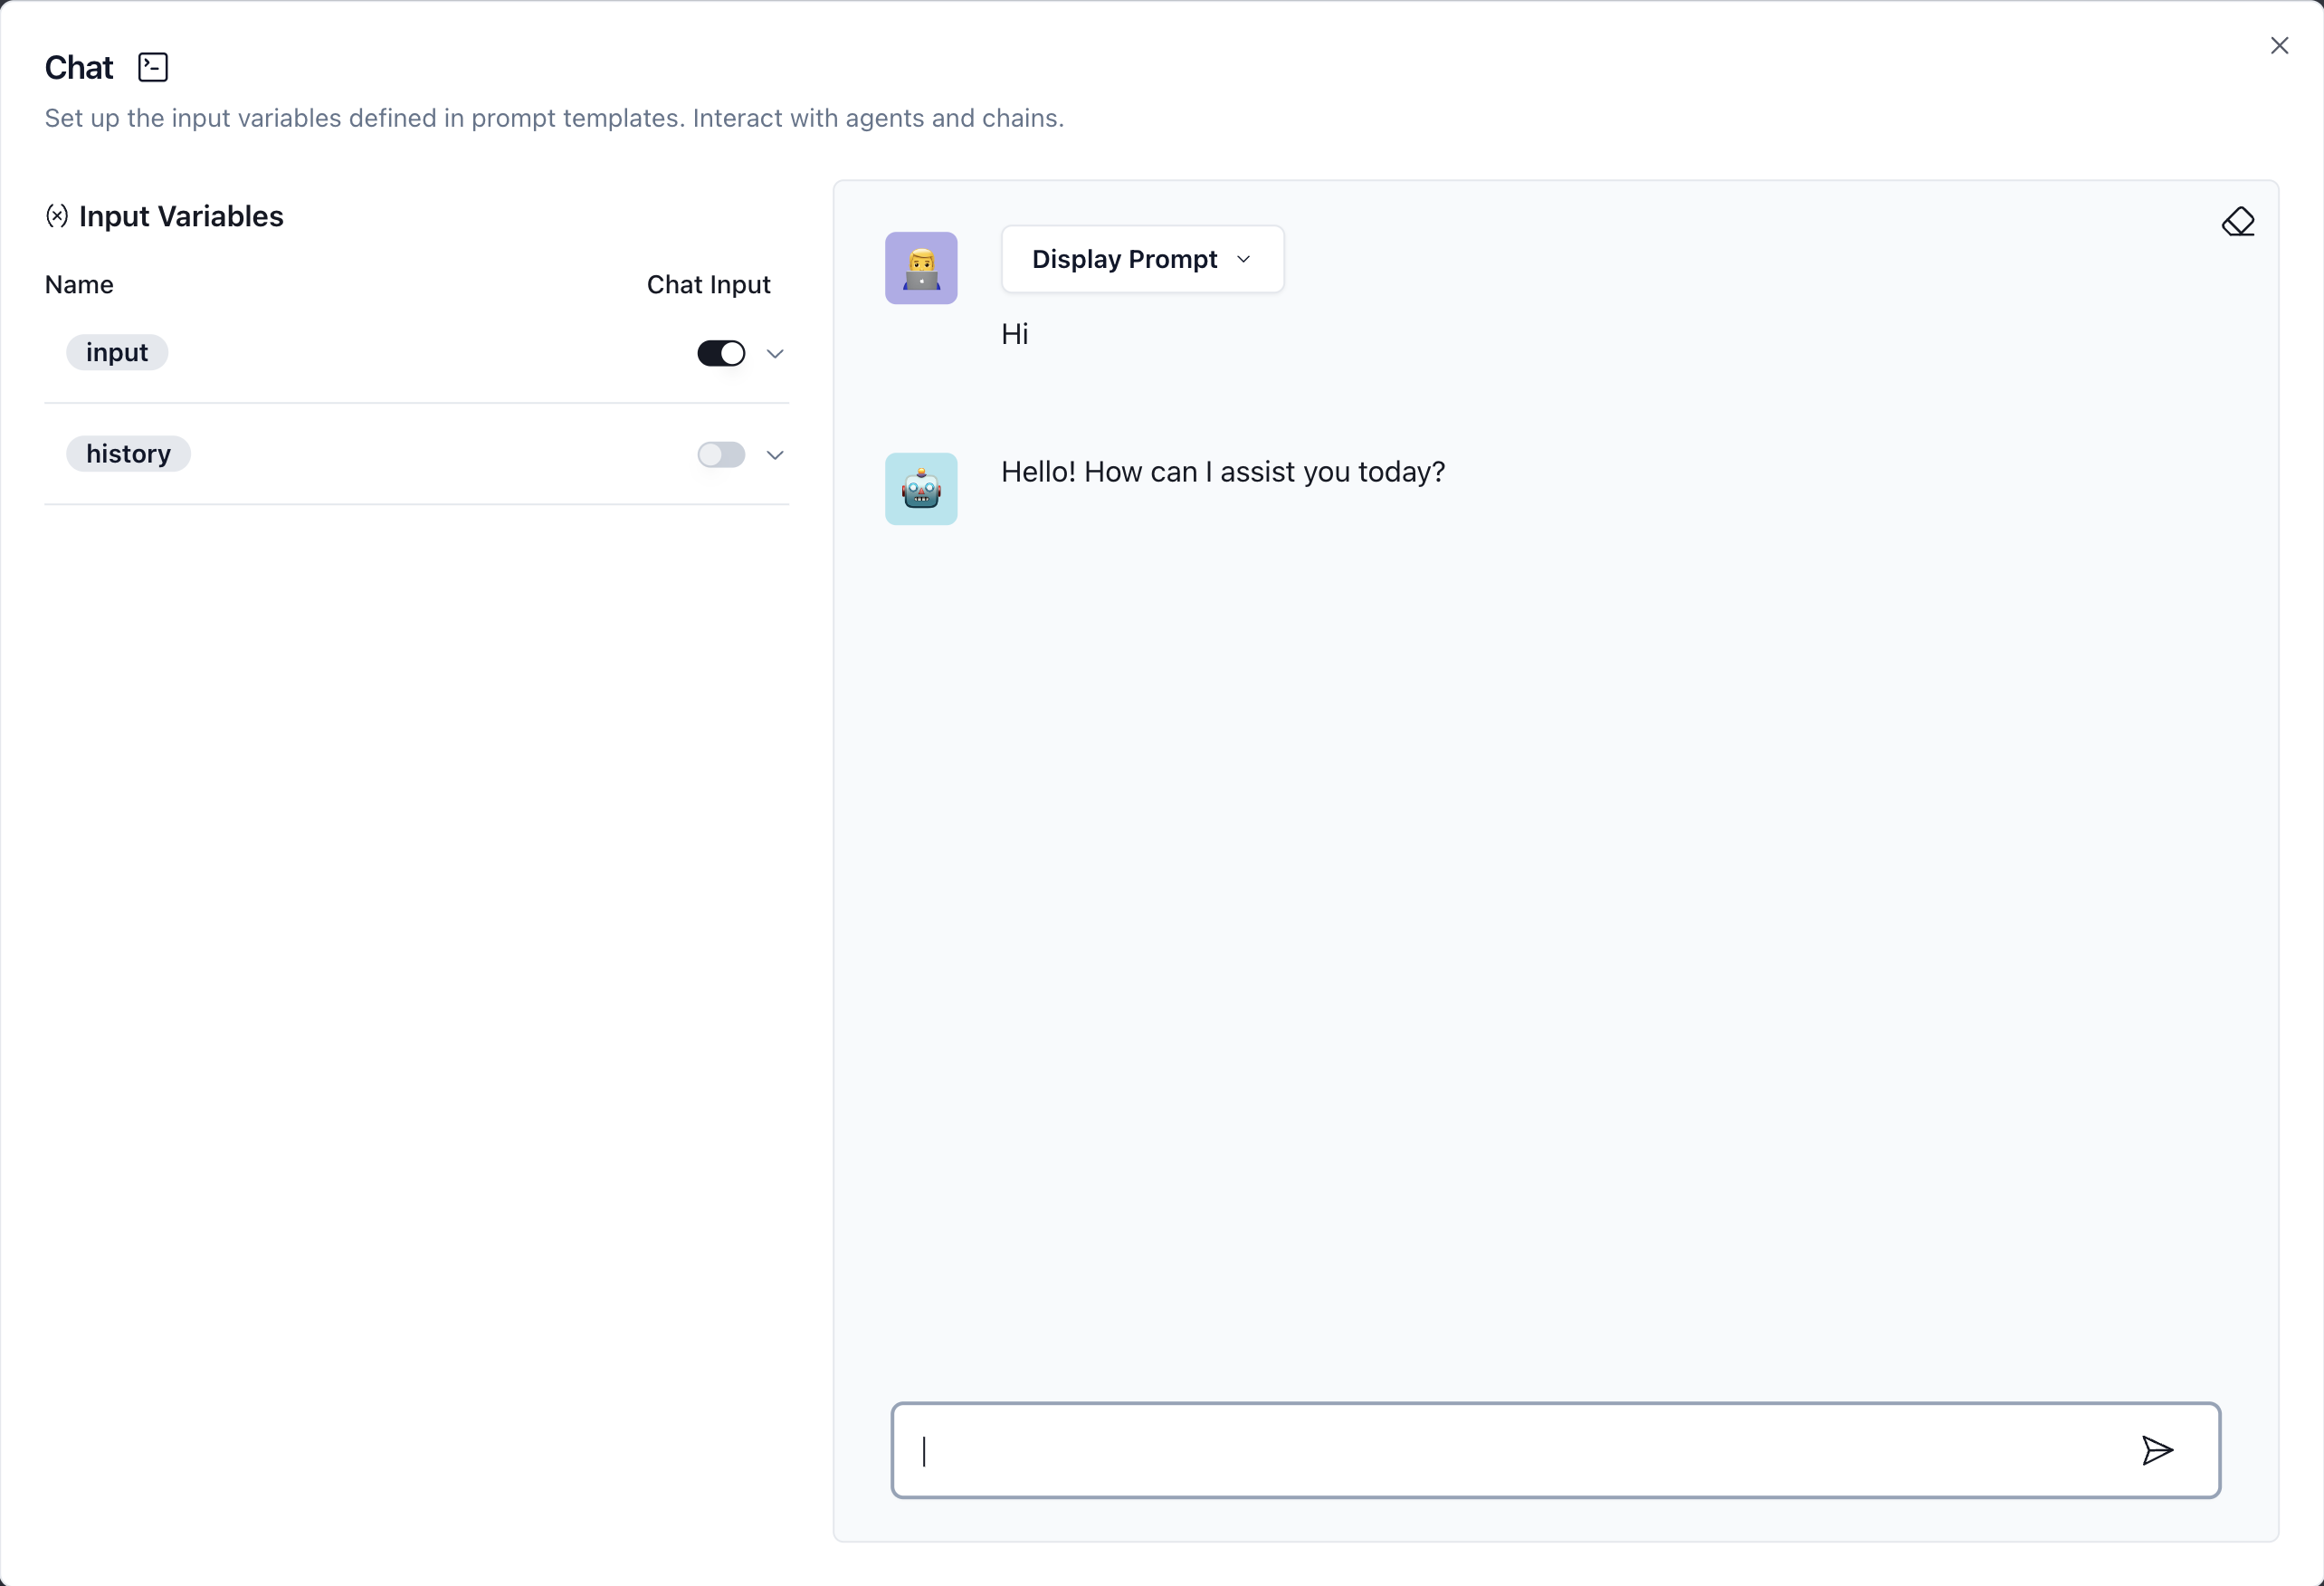 Chat
Set up the input variables defined in prompt templates. Interact with agents and chains.
Input Variables
Name Chat Input
input
history
Display Prompt
Hi
Hello! How can I assist you today?